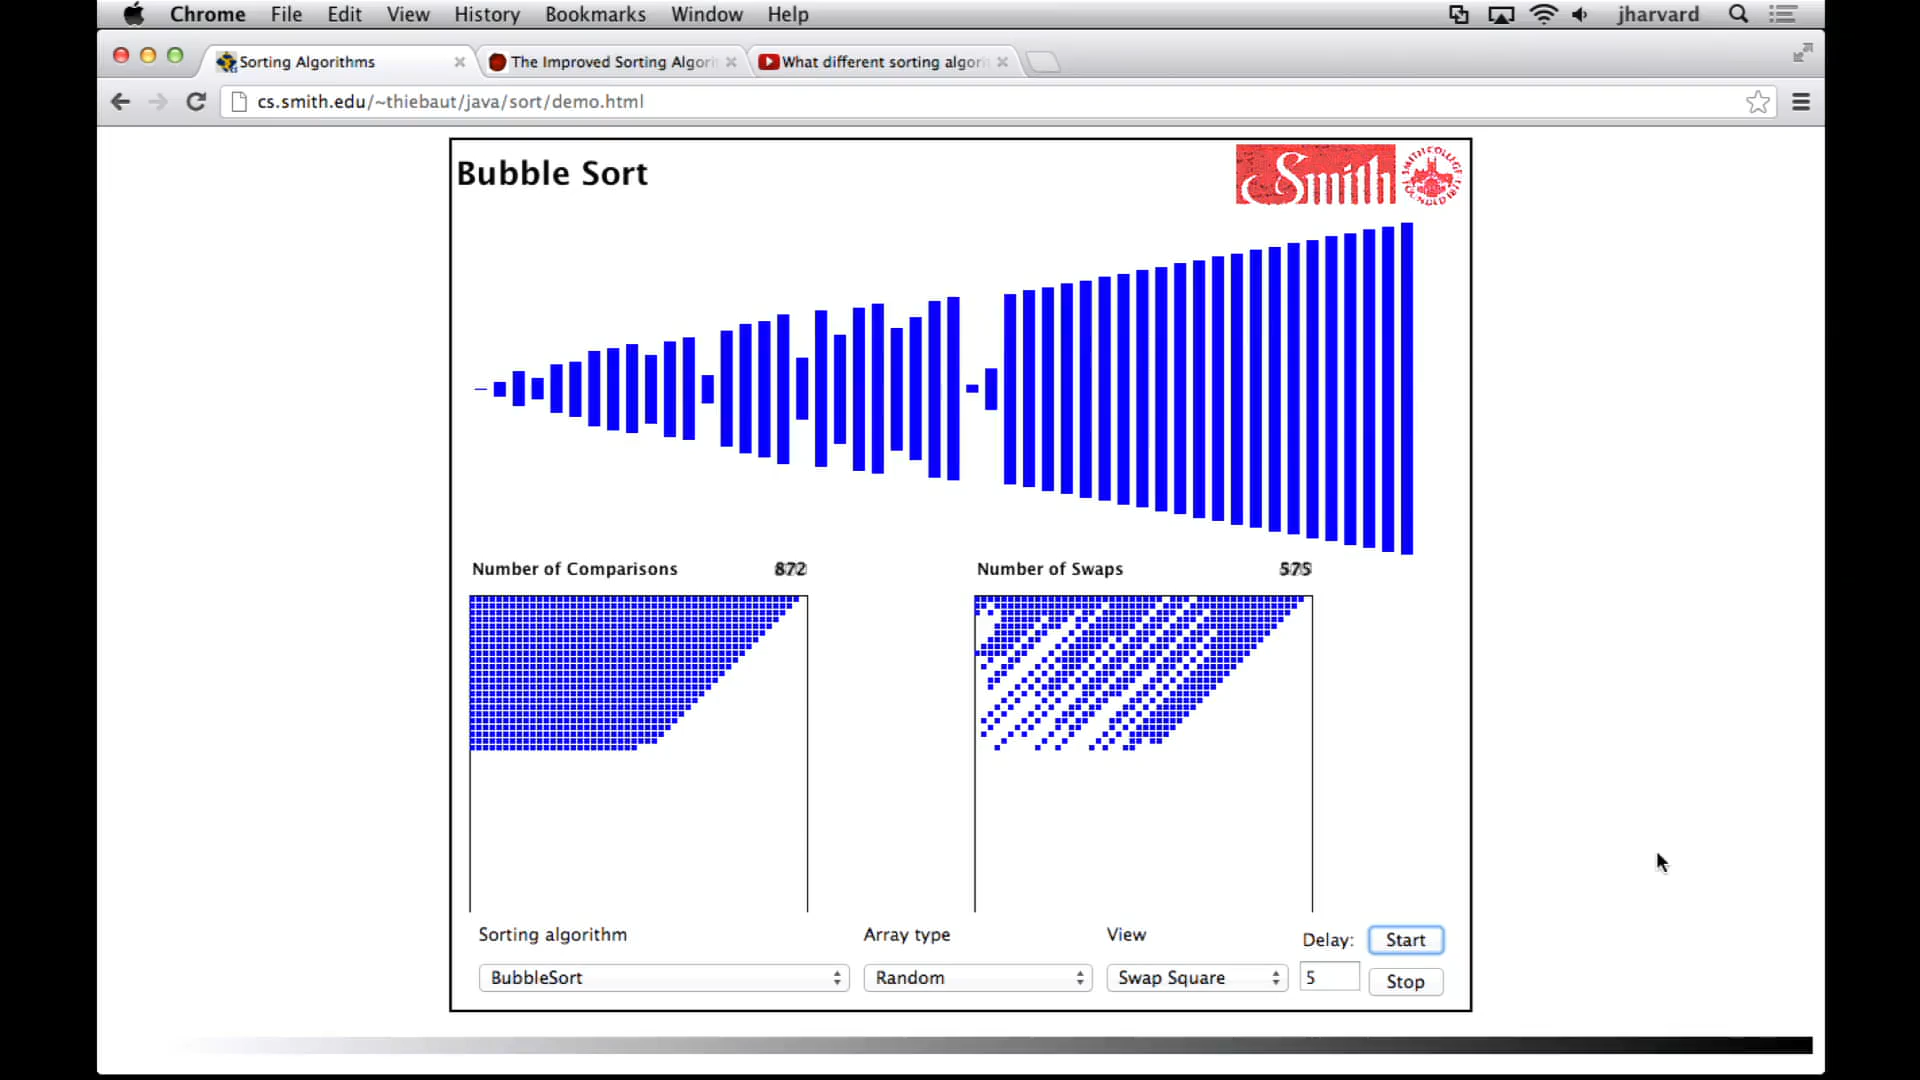 Chrome File Edit View History Bookmarks Window Help jharvard
Sorting Algorithms The Improved Sorting Algori What different sorting algori
cs.smith.edu/~thiebaut/java/sort/demo.html
Bubble Sort Smith
Number of Comparisons 872 Number of Swaps 575
Sorting algorithm Array type View Delay: Start
BubbleSort Random Swap Square 5 Stop